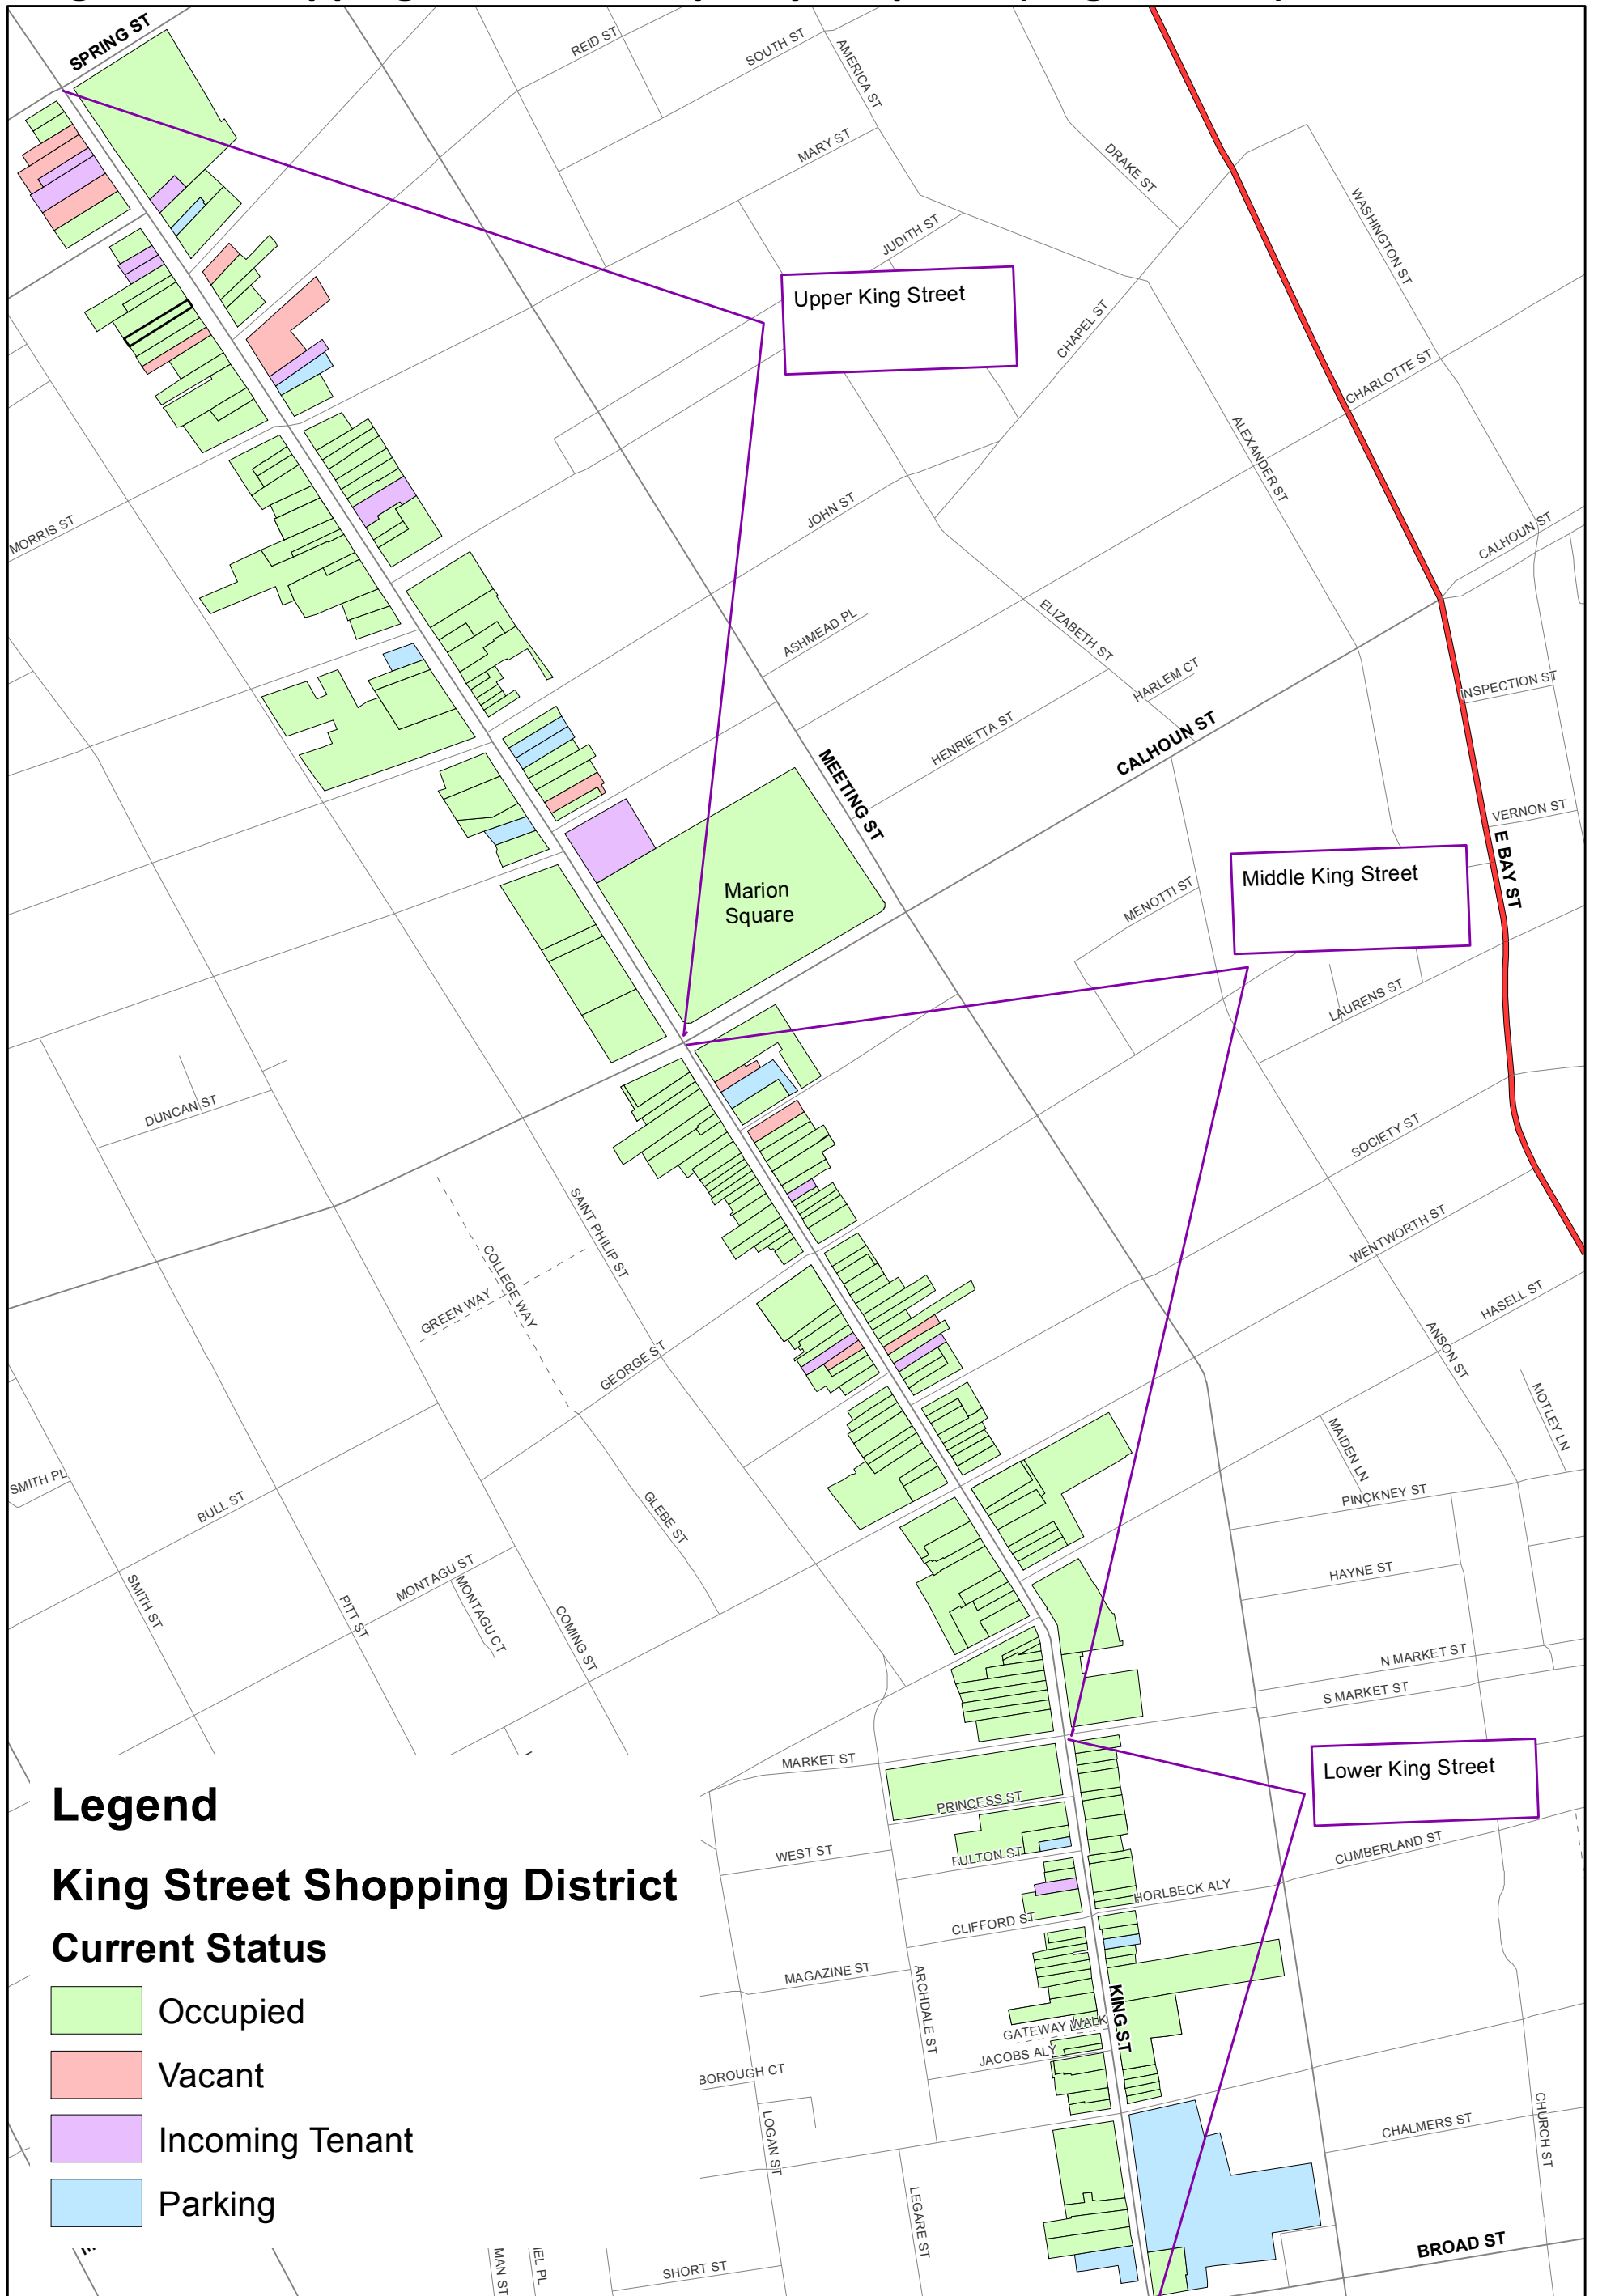 SPRING ST
REID ST
SOUTH ST
AMERICA ST
MARY ST
DRAKE ST
WASHINGTON ST
JUDITH ST
Upper King Street
CHAPEL ST
CHARLOTTE ST
ALEXANDER ST
MORRIS ST
JOHN ST
CALHOUN ST
ASHMEAD PL
ELIZABETH ST
HARLEM CT
INSPECTION ST
HENRIETTA ST
CALHOUN ST
MEETING ST
VERNON ST
E BAY ST
Middle King Street
Marion
Square
MENOTTI ST
LAURENS ST
DUNCAN ST
SOCIETY ST
SAINT PHILIP ST
WENTWORTH ST
COLLEGE WAY
GREEN WAY
HASELL ST
GEORGE ST
ANSON ST
MOTLEY LN
MAIDEN LN
SMITH PL
BULL ST
GLEBE ST
PINCKNEY ST
MONTAGU ST
HAYNE ST
SMITH ST
PITT ST
MONTAGU CT
COMING ST
N MARKET ST
S MARKET ST
MARKET ST
Lower King Street
Legend
PRINCESS ST
WEST ST
FULTON ST
CUMBERLAND ST
King Street Shopping District
HORLBECK ALY
CLIFFORD ST
Current Status
MAGAZINE ST
ARCHDALE ST
KING ST
Occupied
GATEWAY WALK
JACOBS ALY
Vacant
BOROUGH CT
LOGAN ST
CHALMERS ST
CHURCH ST
Incoming Tenant
LEGARE ST
Parking
BROAD ST
SHORT ST
MAN ST
EL PL